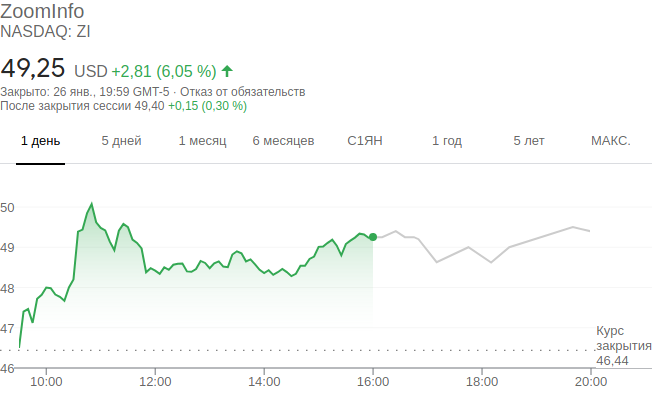 ZoomInfo
NASDAQ: ZI
49,25 USD +2,81 (6,05 %)
Закрыто: 26 янв., 19:59 GMT-5 · Отказ от обязательств
После закрытия сессии 49,40 +0,15 (0,30 %)
1 день 5 дней 1 месяц 6 месяцев С1ЯН 1 год 5 лет МАКС.
50
49
48
47
Курс
закрытия
46,44
46
10:00 12:00 14:00 16:00 18:00 20:00